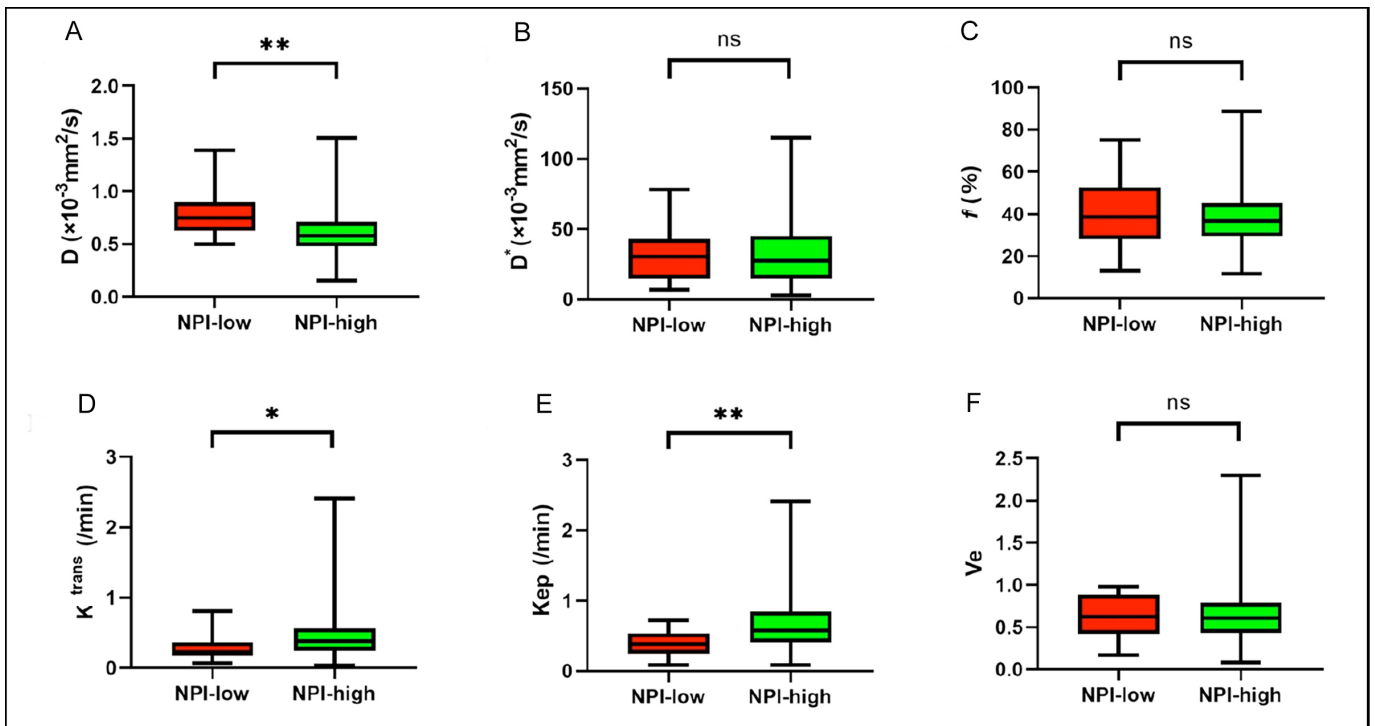 A
**
D (×10⁻³mm²/s)
2.0
1.5
1.0
0.5
0.0
NPI-low NPI-high
B
ns
D* (×10⁻³mm²/s)
150
100
50
0
NPI-low NPI-high
C
ns
f (%)
100
80
60
40
20
0
NPI-low NPI-high
D
*
K trans (/min)
3
2
1
0
NPI-low NPI-high
E
**
Kep (/min)
3
2
1
0
NPI-low NPI-high
F
ns
Ve
2.5
2.0
1.5
1.0
0.5
0.0
NPI-low NPI-high